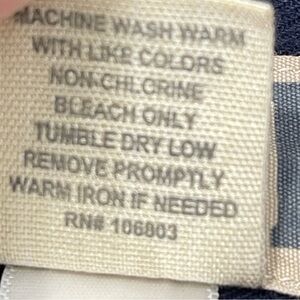 MACHINE WASH WARM
WITH LIKE COLORS
NON-CHLORINE
BLEACH ONLY
TUMBLE DRY LOW
REMOVE PROMPTLY
WARM IRON IF NEEDED
RN# 106803